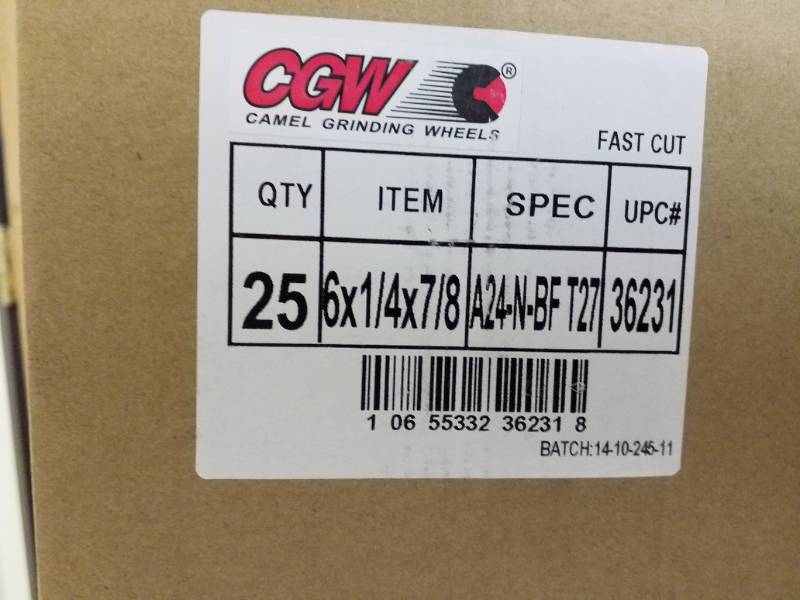 CGW®
CAMEL GRINDING WHEELS
FAST CUT
QTY ITEM SPEC UPC#
25 6x1/4x7/8 A24-N-BF T27 36231
1 06 55332 36231 8
BATCH:14-10-245-11